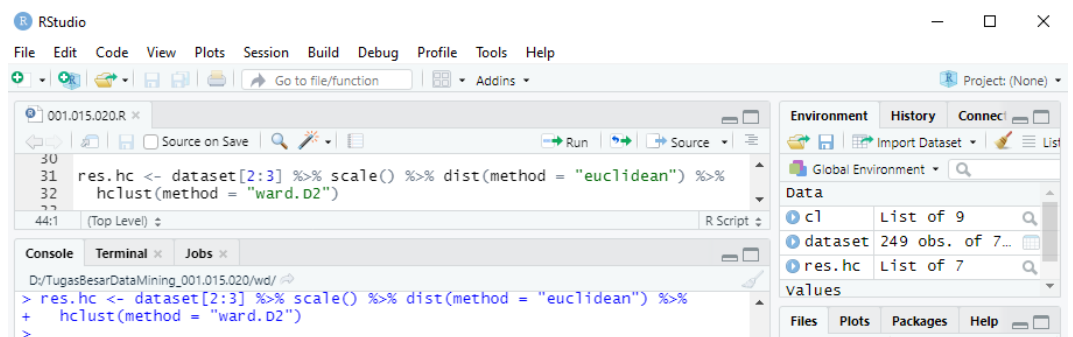 RStudio
File Edit Code View Plots Session Build Debug Profile Tools Help
Go to file/function Addins Project: (None)
001.015.020.R
Source on Save Run Source
30
31 res.hc <- dataset[2:3] %>% scale() %>% dist(method = "euclidean") %>%
32 hclust(method = "ward.D2")
33
44:1 (Top Level) R Script
Console Terminal Jobs
D:/TugasBesarDataMining_001.015.020/wd/
> res.hc <- dataset[2:3] %>% scale() %>% dist(method = "euclidean") %>%
+ hclust(method = "ward.D2")
>
Environment History Connec
Import Dataset List
Global Environment
Data
cl List of 9
dataset 249 obs. of 7…
res.hc List of 7
Values
Files Plots Packages Help